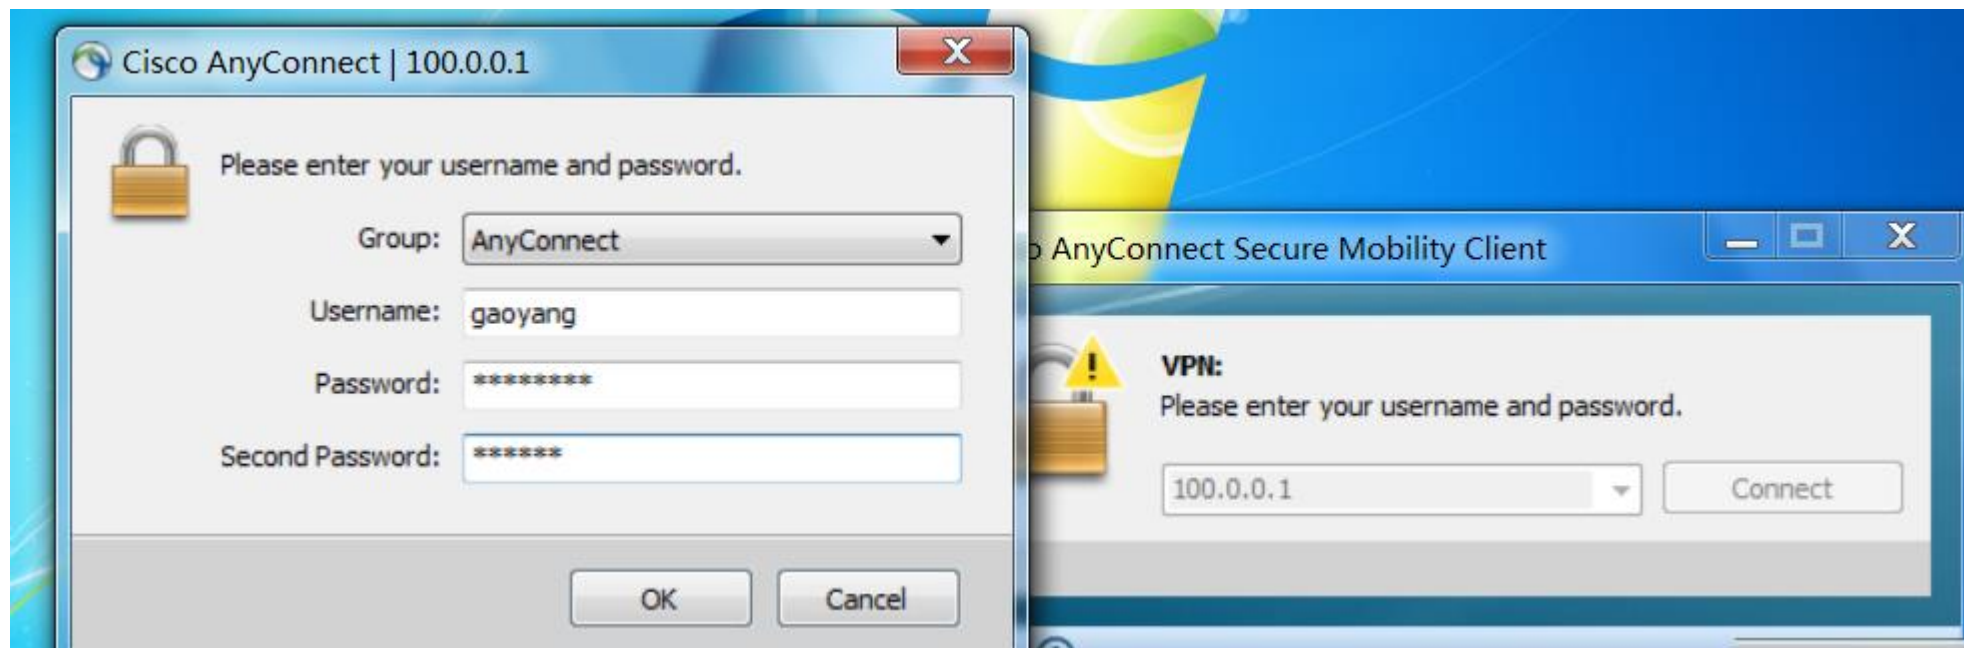 Cisco AnyConnect | 100.0.0.1
Please enter your username and password.
Group: AnyConnect
Username: gaoyang
Password: ********
Second Password: ******
OK Cancel
AnyConnect Secure Mobility Client
VPN:
Please enter your username and password.
100.0.0.1 Connect